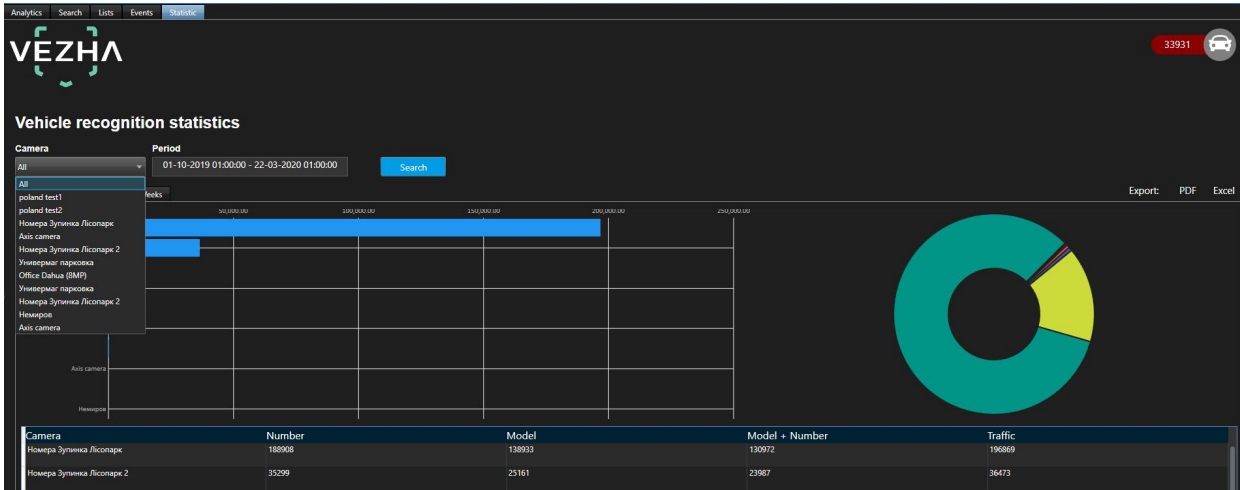 Analytics Search Lists Events Statistic
VEZHA
33931
Vehicle recognition statistics
Camera Period
All 01-10-2019 01:00:00 - 22-03-2020 01:00:00 Search
All
poland test1
poland test2
Номера Зупинка Лісопарк
Axis camera
Номера Зупинка Лісопарк 2
Универмаг парковка
Office Dahua (8MP)
Универмаг парковка
Номера Зупинка Лісопарк 2
Немиров
Axis camera
Export: PDF Excel
50,000.00 100,000.00 150,000.00 200,000.00 250,000.00
Axis camera
Немиров
Camera Number Model Model + Number Traffic
Номера Зупинка Лісопарк 188908 138933 130972 196869
Номера Зупинка Лісопарк 2 35299 25161 23987 36473